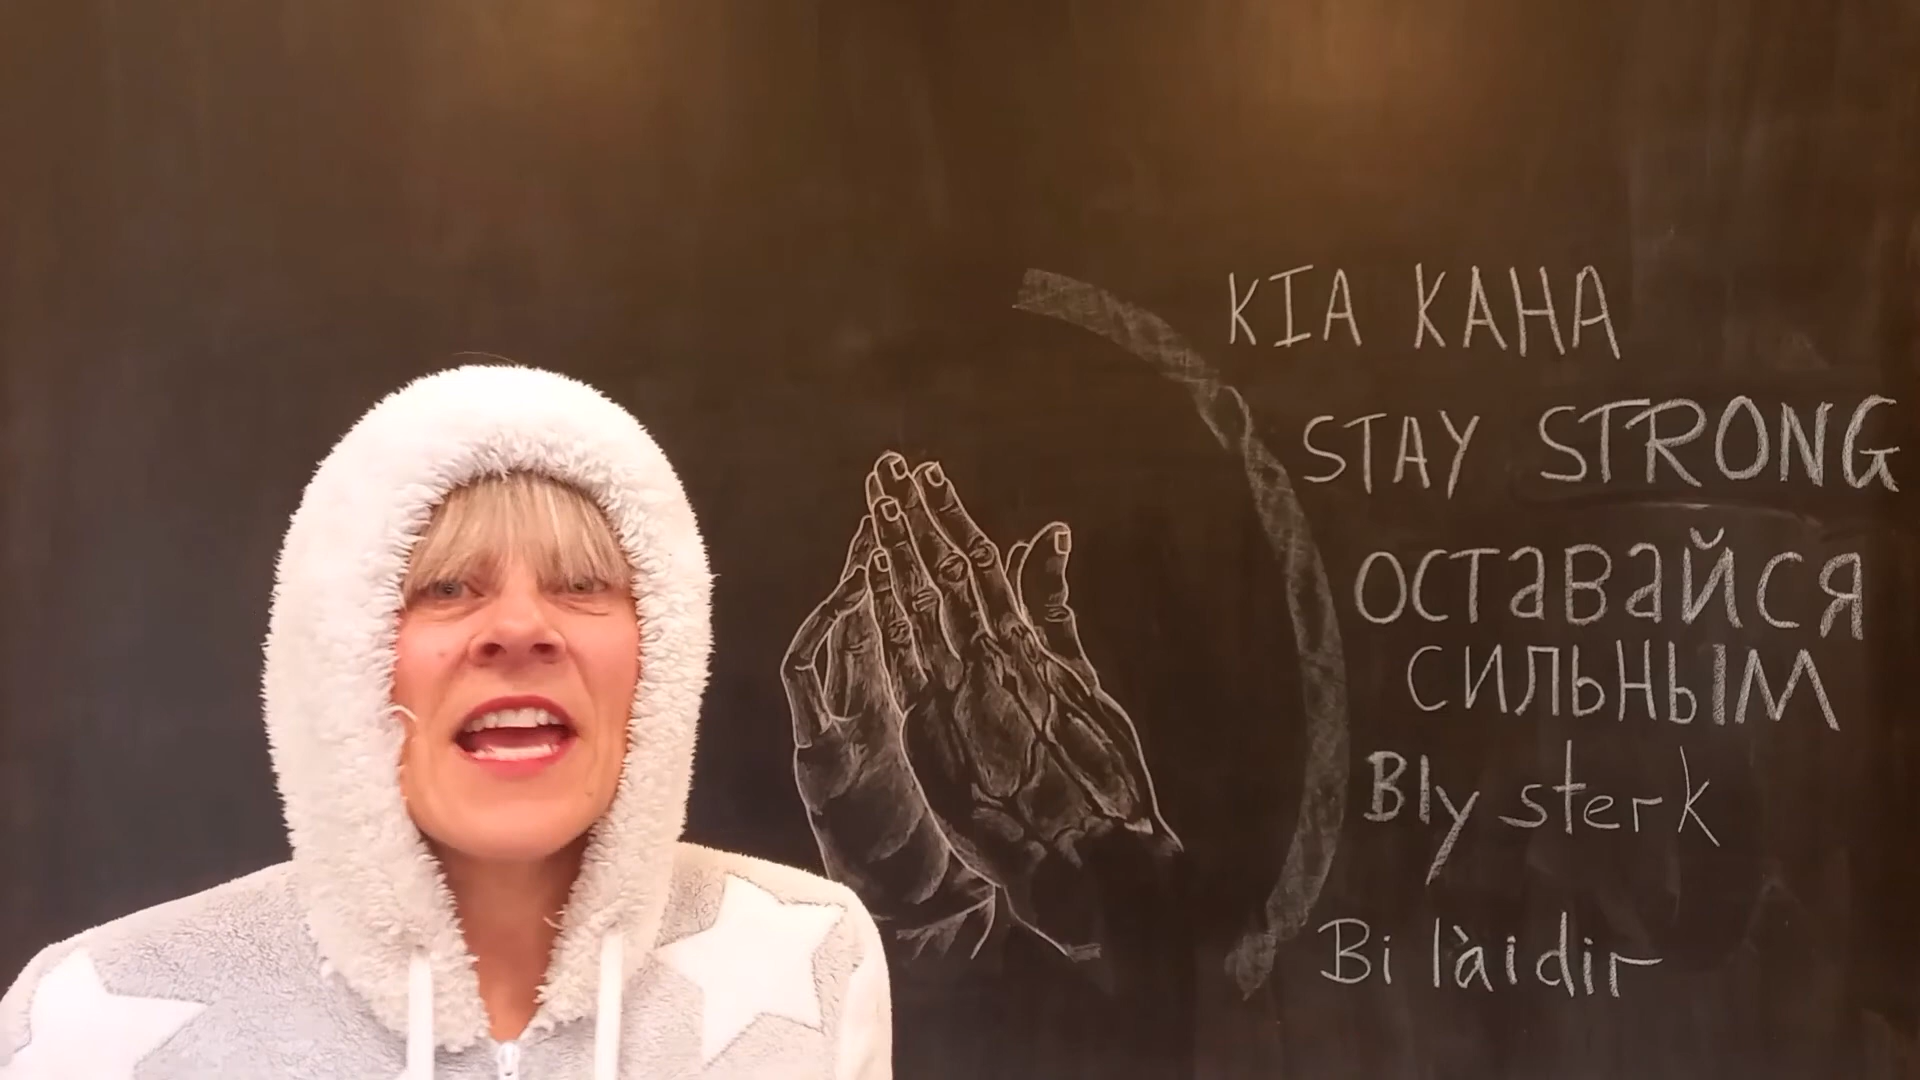 KIA KAHA
STAY STRONG
оставайся
сильным
Bly sterk
Bi làidir